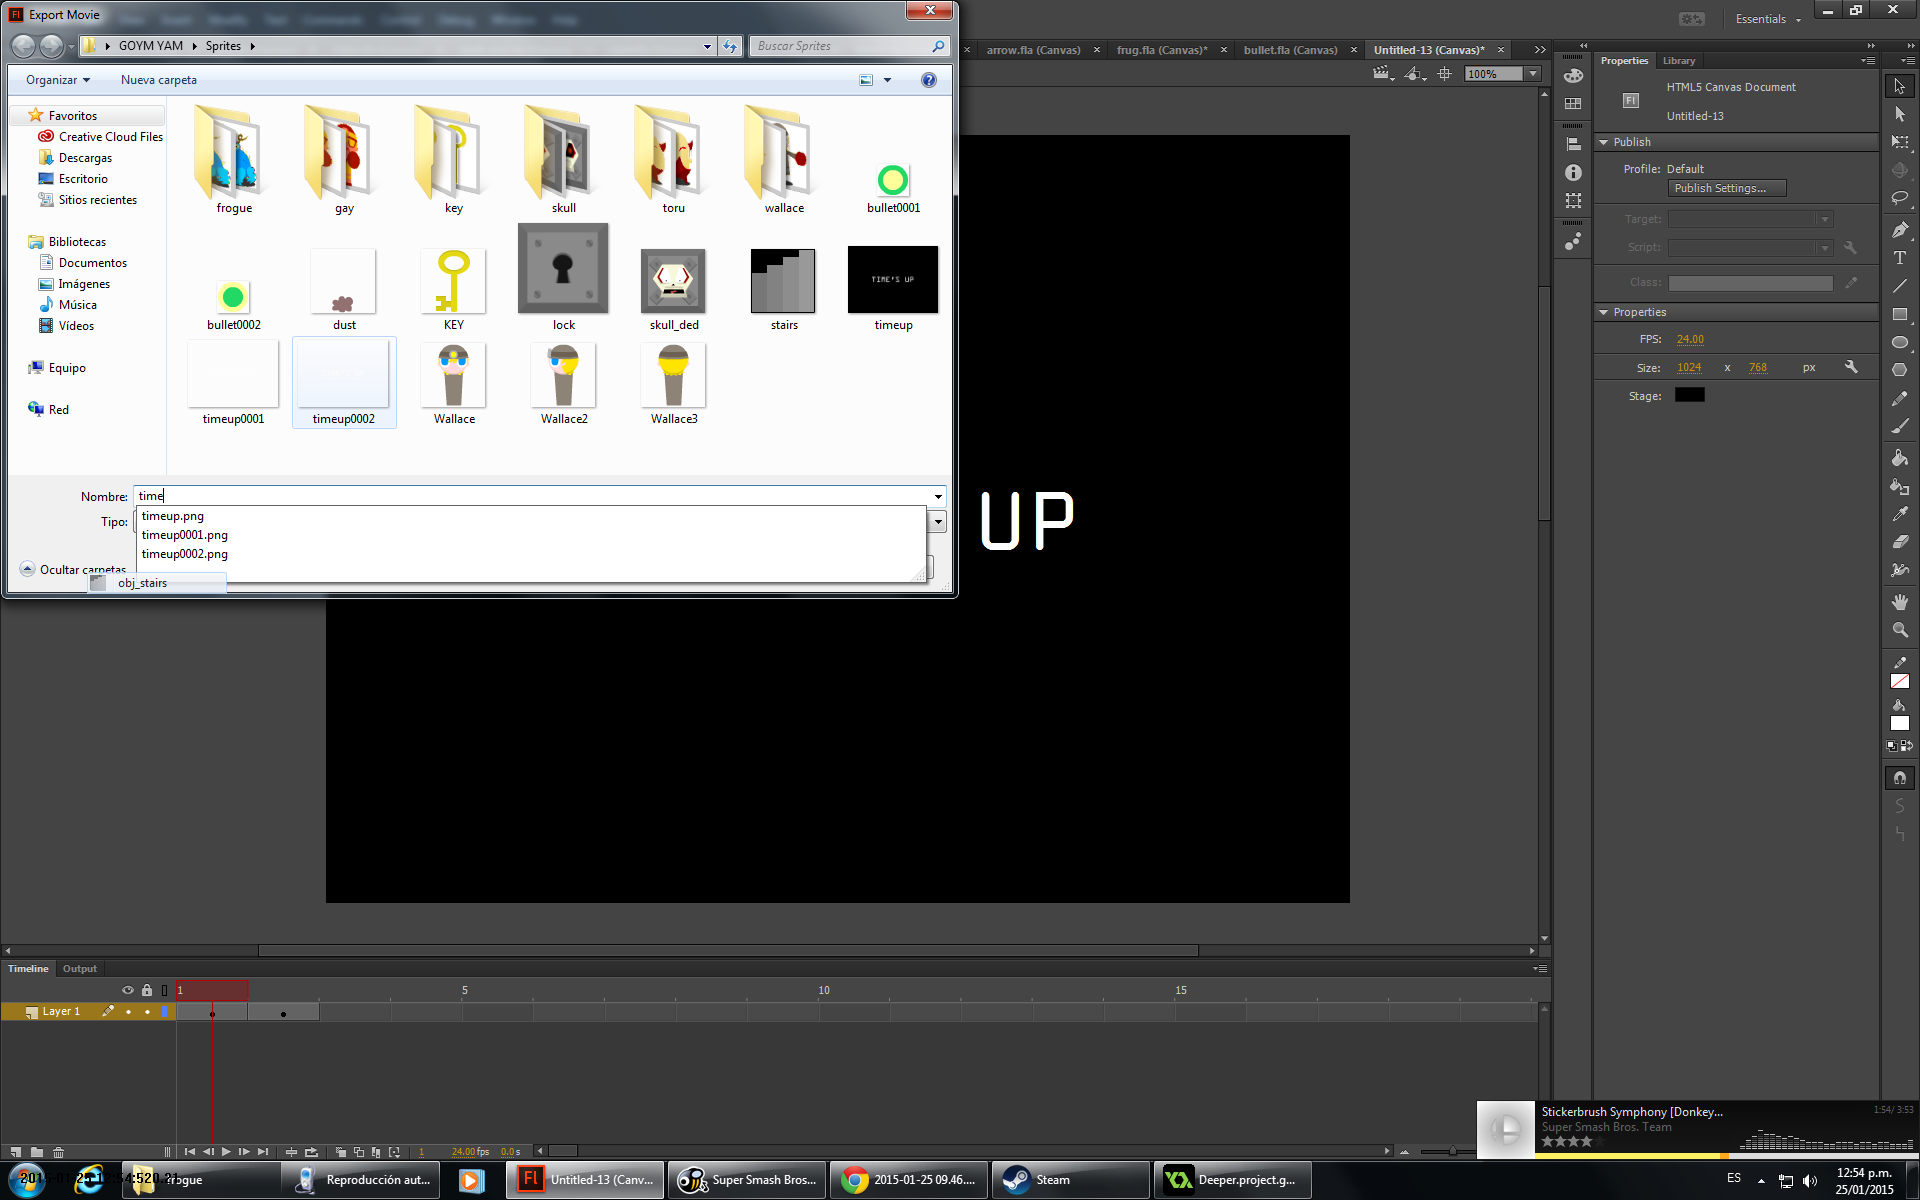 Export Movie
GOYM YAM
Sprites
Buscar Sprites
Organizar
Nueva carpeta
Favoritos
Creative Cloud Files
Descargas
Escritorio
Sitios recientes
Bibliotecas
Documentos
Imágenes
Música
Vídeos
Equipo
Red
frogue
gay
key
skull
toru
wallace
bullet0001
bullet0002
dust
KEY
lock
skull_ded
stairs
TIME'S UP
timeup
timeup0001
timeup0002
Wallace
Wallace2
Wallace3
Nombre: time
Tipo:
timeup.png
timeup0001.png
timeup0002.png
Ocultar carpetas
obj_stairs
Essentials
arrow.fla (Canvas)
frug.fla (Canvas)*
bullet.fla (Canvas)
Untitled-13 (Canvas)*
100%
UP
Properties
Library
Fl
HTML5 Canvas Document
Untitled-13
Publish
Profile: Default
Publish Settings...
Target:
Script:
Class:
Properties
FPS: 24.00
Size: 1024 x 768 px
Stage:
Timeline
Output
1
5
10
15
Layer 1
1
24.00 fps
0.0 s
Stickerbrush Symphony [Donkey...
1:54/ 3:53
Super Smash Bros. Team
frogue
Reproducción aut...
Fl
Untitled-13 (Canv...
Super Smash Bros...
2015-01-25 09.46....
Steam
Deeper.project.g...
ES
12:54 p.m.
25/01/2015